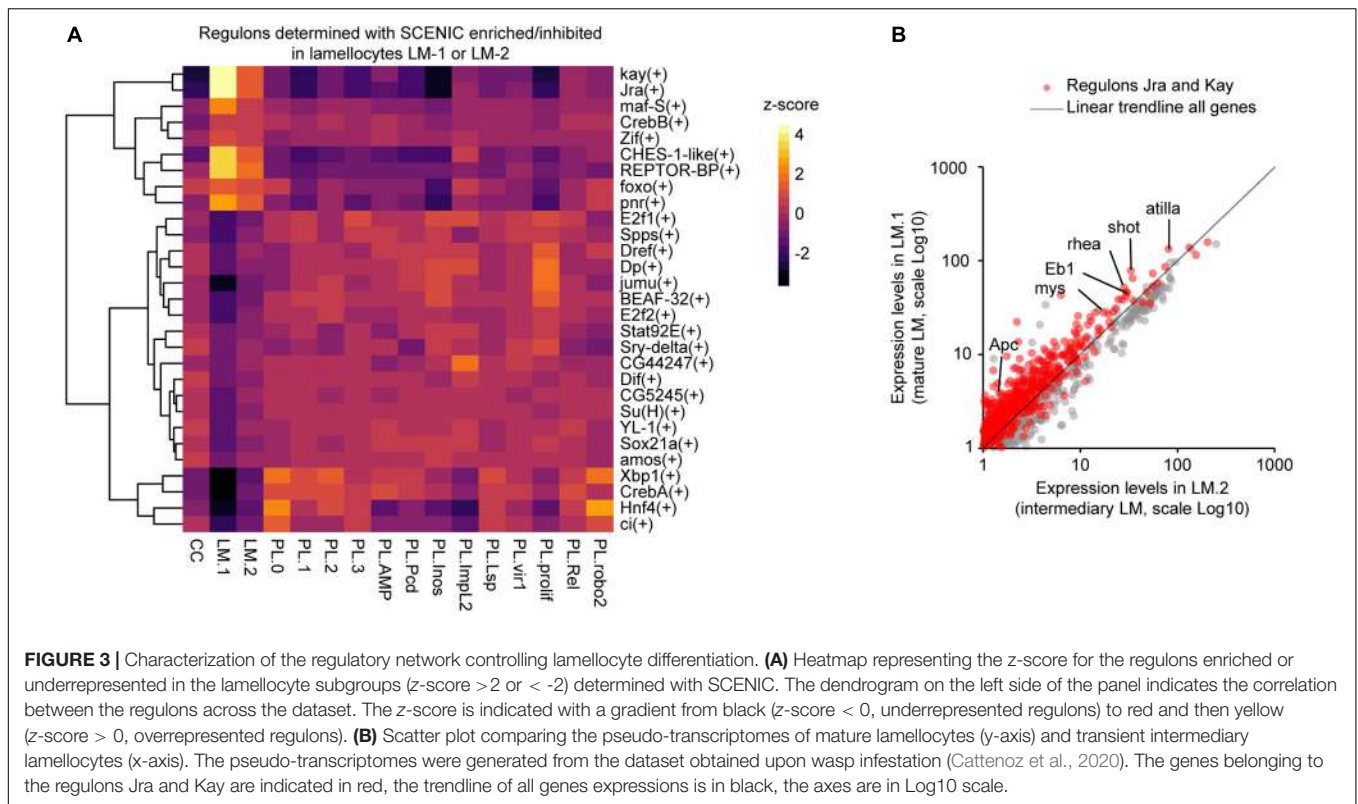 A
Regulons determined with SCENIC enriched/inhibited
in lamellocytes LM-1 or LM-2
kay(+)
Jra(+)
maf-S(+)
CrebB(+)
Zif(+)
CHES-1-like(+)
REPTOR-BP(+)
foxo(+)
pnr(+)
E2f1(+)
Spps(+)
Dref(+)
Dp(+)
jumu(+)
BEAF-32(+)
E2f2(+)
Stat92E(+)
Sry-delta(+)
CG44247(+)
Dif(+)
CG5245(+)
Su(H)(+)
YL-1(+)
Sox21a(+)
amos(+)
Xbp1(+)
CrebA(+)
Hnf4(+)
ci(+)
CC
LM.1
LM.2
PL.0
PL.1
PL.2
PL.3
PL.AMP
PL.Pcd
PL.Inos
PL.ImpL2
PL.Lsp
PL.vir1
PL.prolif
PL.Rel
PL.robo2
z-score
4
2
0
-2
B
Regulons Jra and Kay
Linear trendline all genes
Expression levels in LM.1
(mature LM, scale Log10)
1000
100
10
1
atilla
shot
rhea
Eb1
mys
Apc
1
10
100
1000
Expression levels in LM.2
(intermediary LM, scale Log10)
FIGURE 3 | Characterization of the regulatory network controlling lamellocyte differentiation. (A) Heatmap representing the z-score for the regulons enriched or
underrepresented in the lamellocyte subgroups (z-score >2 or < -2) determined with SCENIC. The dendrogram on the left side of the panel indicates the correlation
between the regulons across the dataset. The z-score is indicated with a gradient from black (z-score < 0, underrepresented regulons) to red and then yellow
(z-score > 0, overrepresented regulons). (B) Scatter plot comparing the pseudo-transcriptomes of mature lamellocytes (y-axis) and transient intermediary
lamellocytes (x-axis). The pseudo-transcriptomes were generated from the dataset obtained upon wasp infestation (Cattenoz et al., 2020). The genes belonging to
the regulons Jra and Kay are indicated in red, the trendline of all genes expressions is in black, the axes are in Log10 scale.